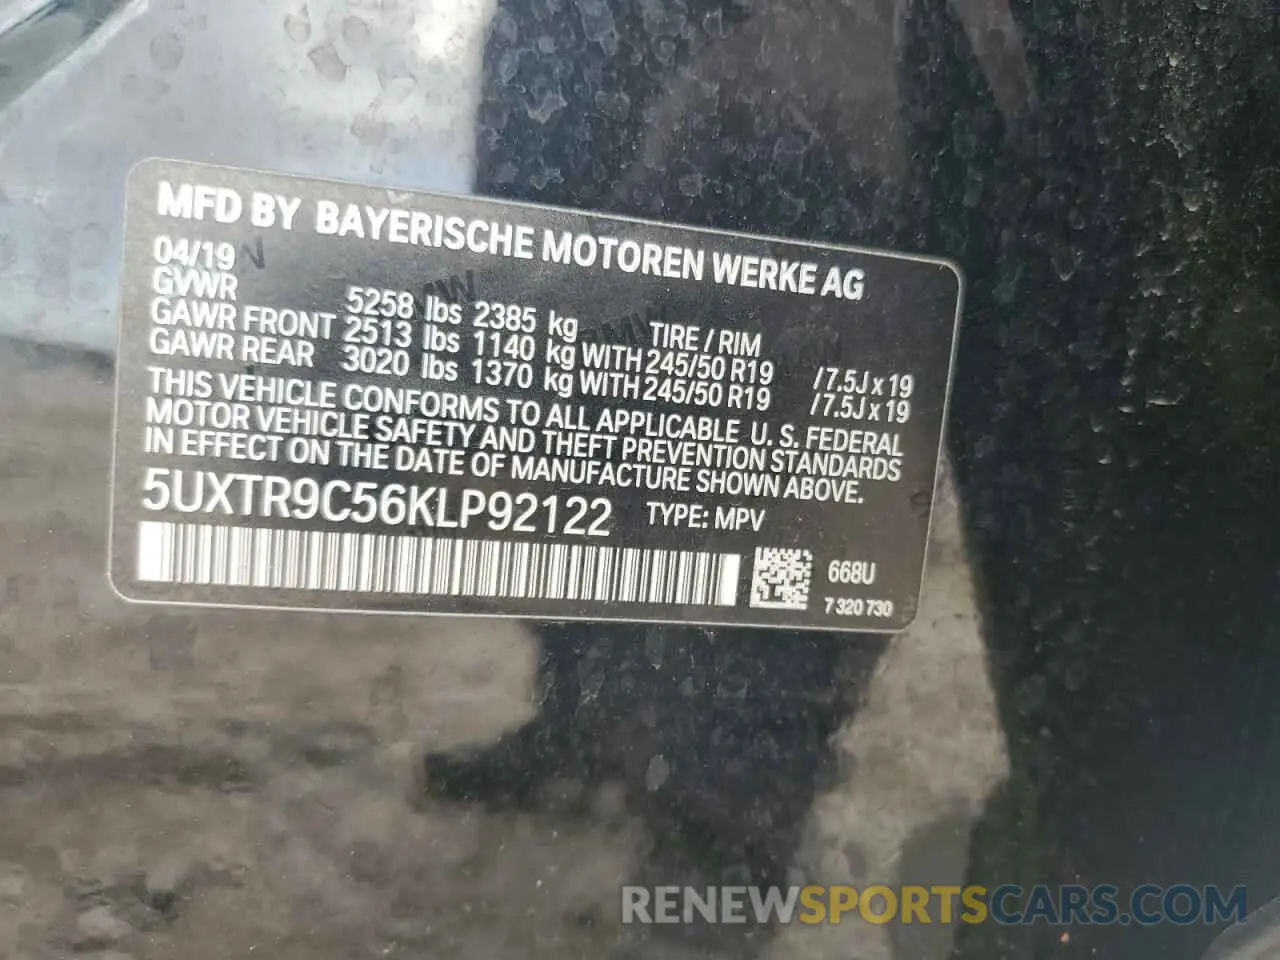 MFD BY BAYERISCHE MOTOREN WERKE AG
04/19
GVWR 5258 lbs 2385 kg TIRE / RIM
GAWR FRONT 2513 lbs 1140 kg WITH 245/50 R19 /7.5J x 19
GAWR REAR 3020 lbs 1370 kg WITH 245/50 R19 /7.5J x 19
THIS VEHICLE CONFORMS TO ALL APPLICABLE U. S. FEDERAL
MOTOR VEHICLE SAFETY AND THEFT PREVENTION STANDARDS
IN EFFECT ON THE DATE OF MANUFACTURE SHOWN ABOVE.
5UXTR9C56KLP92122 TYPE: MPV
668U
7 320 730
RENEWSPORTSCARS.COM